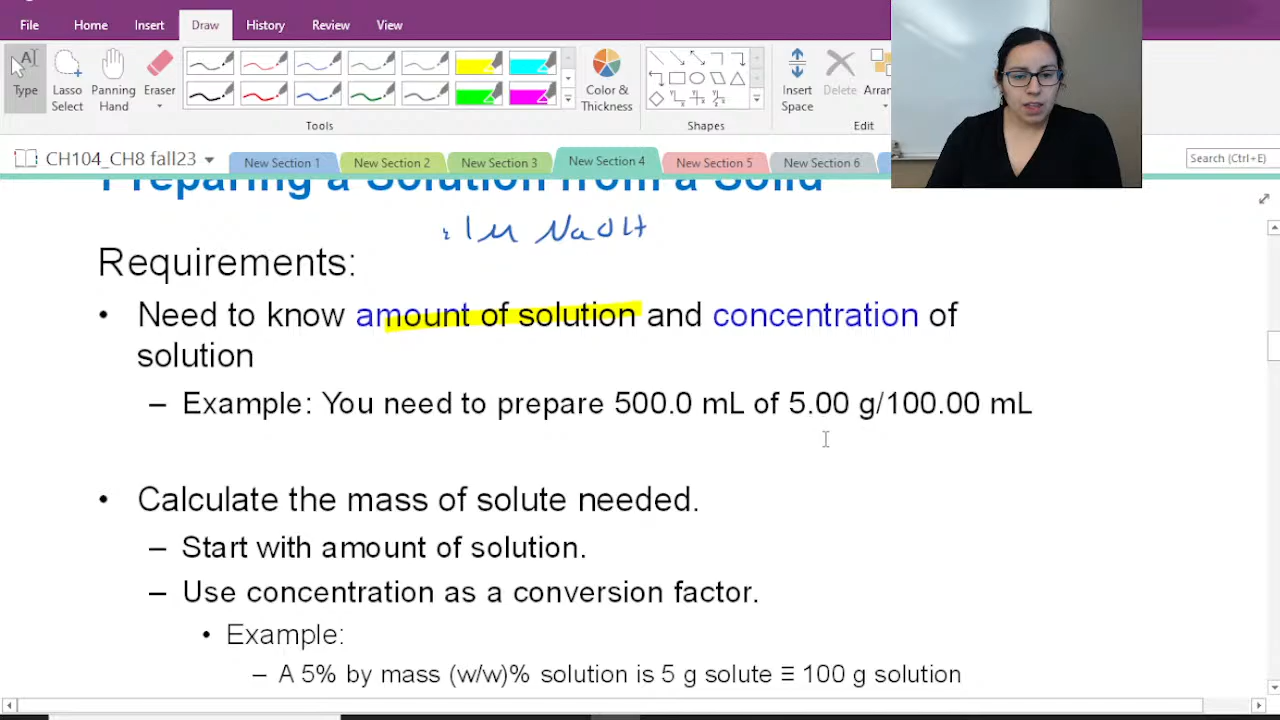 File Home Insert Draw History Review View
Type Lasso Select Panning Hand Eraser Color & Thickness Insert Space Delete Arran
Tools Shapes Edit
CH104_CH8 fall23 New Section 1 New Section 2 New Section 3 New Section 4 New Section 5 New Section 6 Search (Ctrl+E)
Preparing a Solution from a Solid
.1M NaOH
Requirements:
• Need to know amount of solution and concentration of
solution
– Example: You need to prepare 500.0 mL of 5.00 g/100.00 mL
• Calculate the mass of solute needed.
– Start with amount of solution.
– Use concentration as a conversion factor.
• Example:
– A 5% by mass (w/w)% solution is 5 g solute ≡ 100 g solution